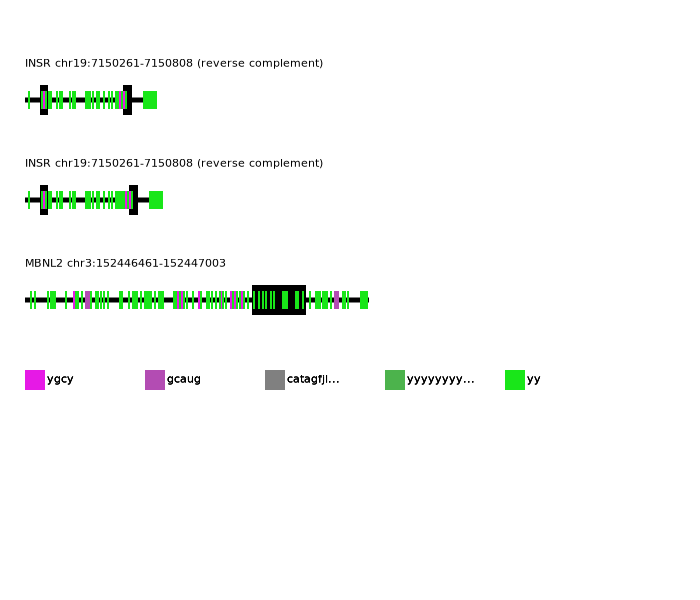 INSR chr19:7150261-7150808 (reverse complement)
INSR chr19:7150261-7150808 (reverse complement)
MBNL2 chr3:152446461-152447003
ygcy gcaug catagfjl... yyyyyyyy... yy